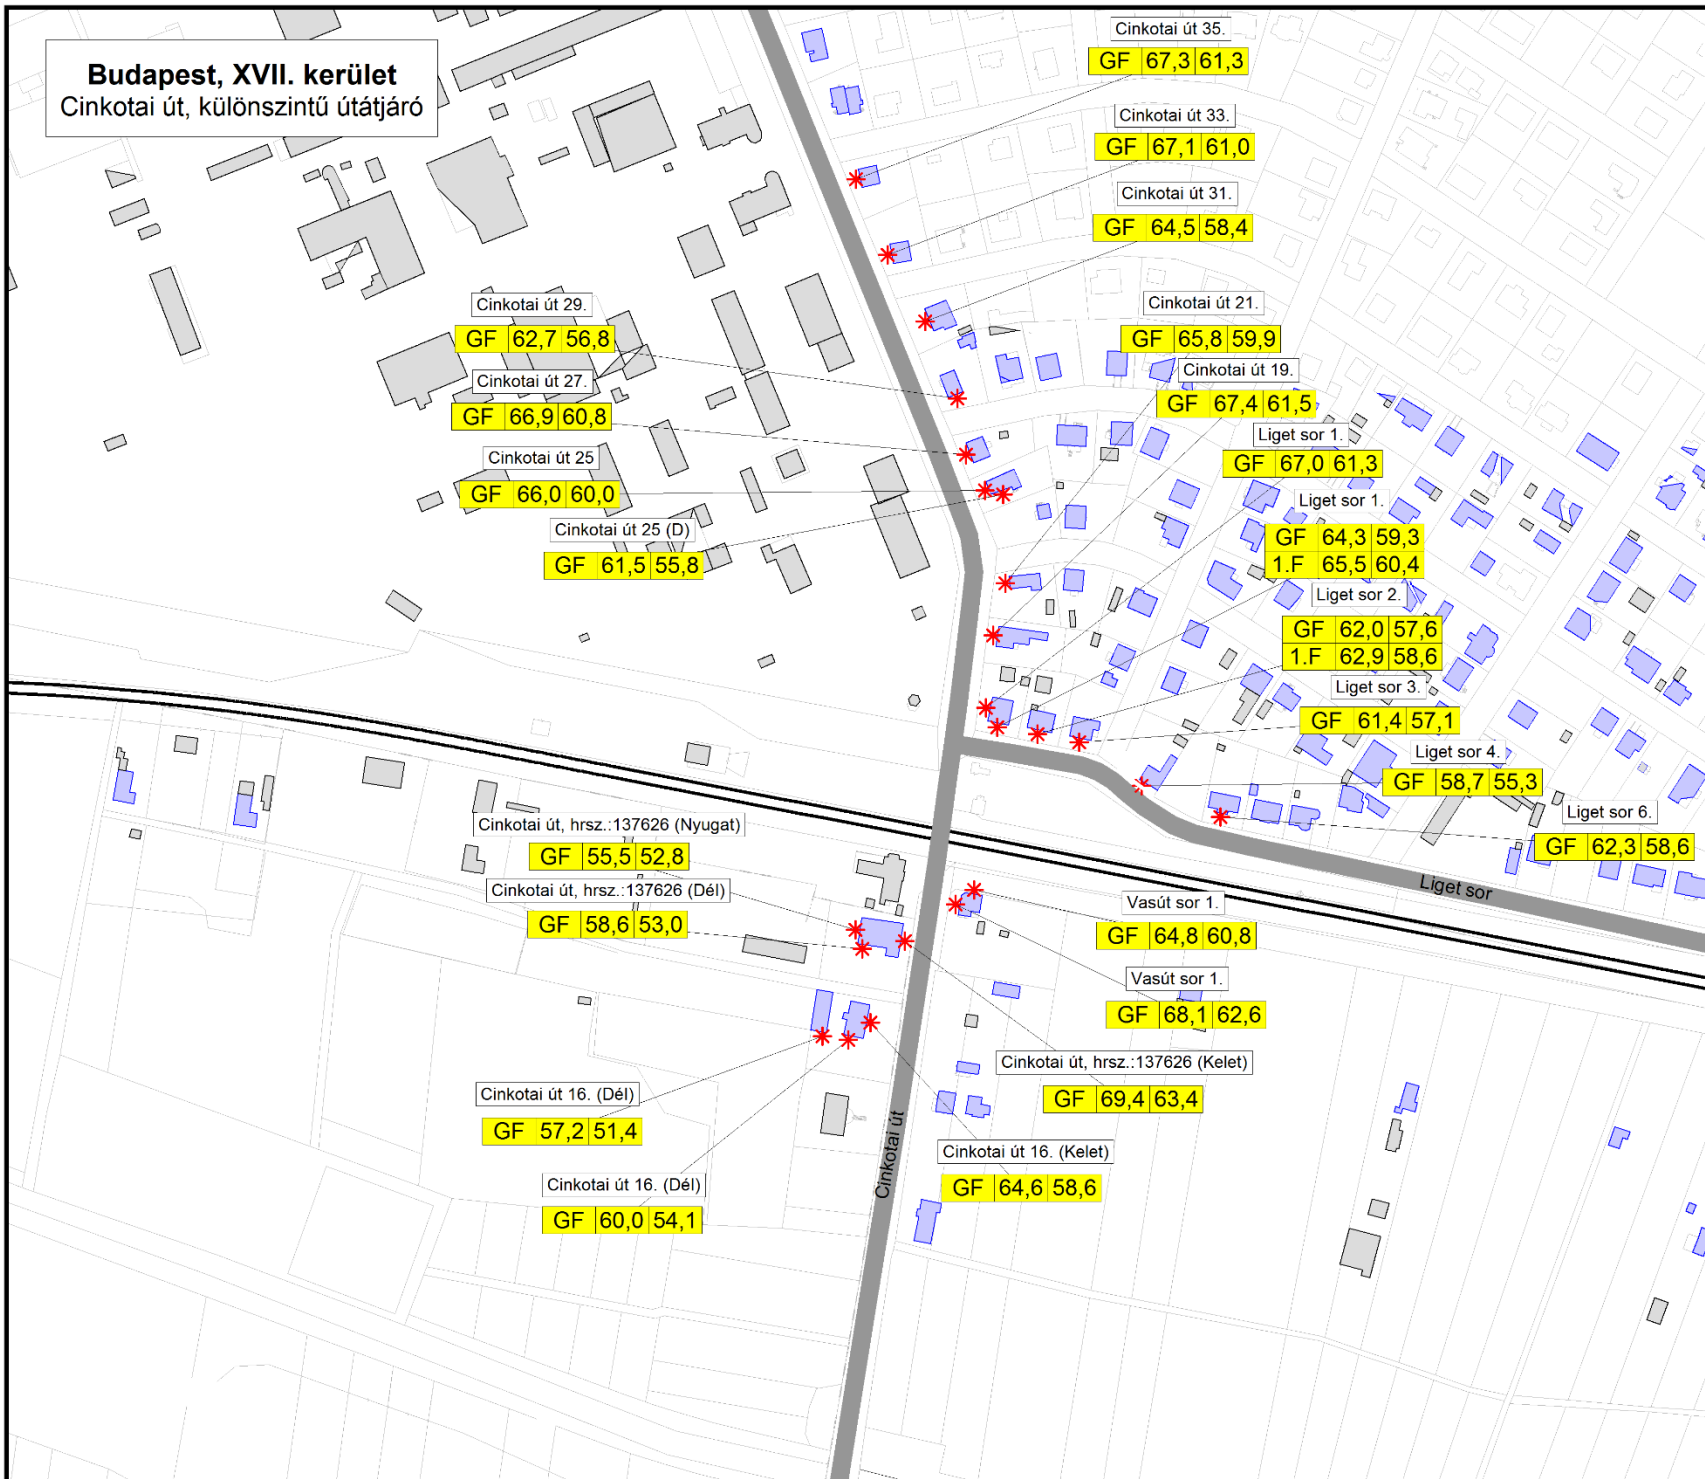 Budapest, XVII. kerület
Cinkotai út, különszintű útátjáró
Cinkotai út 35.
GF 67,3 61,3
Cinkotai út 33.
GF 67,1 61,0
Cinkotai út 31.
GF 64,5 58,4
Cinkotai út 29.
GF 62,7 56,8
Cinkotai út 21.
GF 65,8 59,9
Cinkotai út 27.
GF 66,9 60,8
Cinkotai út 19.
GF 67,4 61,5
Cinkotai út 25
GF 66,0 60,0
Liget sor 1.
GF 67,0 61,3
Cinkotai út 25 (D)
GF 61,5 55,8
Liget sor 1.
GF 64,3 59,3
1.F 65,5 60,4
Liget sor 2.
GF 62,0 57,6
1.F 62,9 58,6
Liget sor 3.
GF 61,4 57,1
Liget sor 4.
GF 58,7 55,3
Liget sor 6.
GF 62,3 58,6
Liget sor
Cinkotai út, hrsz.:137626 (Nyugat)
GF 55,5 52,8
Cinkotai út, hrsz.:137626 (Dél)
GF 58,6 53,0
Vasút sor 1.
GF 64,8 60,8
Vasút sor 1.
GF 68,1 62,6
Cinkotai út, hrsz.:137626 (Kelet)
GF 69,4 63,4
Cinkotai út 16. (Dél)
GF 57,2 51,4
Cinkotai út
Cinkotai út 16. (Kelet)
GF 64,6 58,6
Cinkotai út 16. (Dél)
GF 60,0 54,1